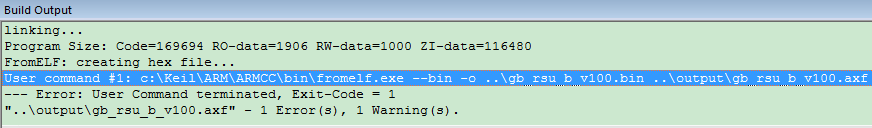 Build Output
linking...
Program Size: Code=169694 RO-data=1906 RW-data=1000 ZI-data=116480
FromELF: creating hex file...
User command #1: c:\Keil\ARM\ARMCC\bin\fromelf.exe --bin -o ..\gb_rsu_b_v100.bin ..\output\gb_rsu_b_v100.axf
--- Error: User Command terminated, Exit-Code = 1
"..\output\gb_rsu_b_v100.axf" - 1 Error(s), 1 Warning(s).